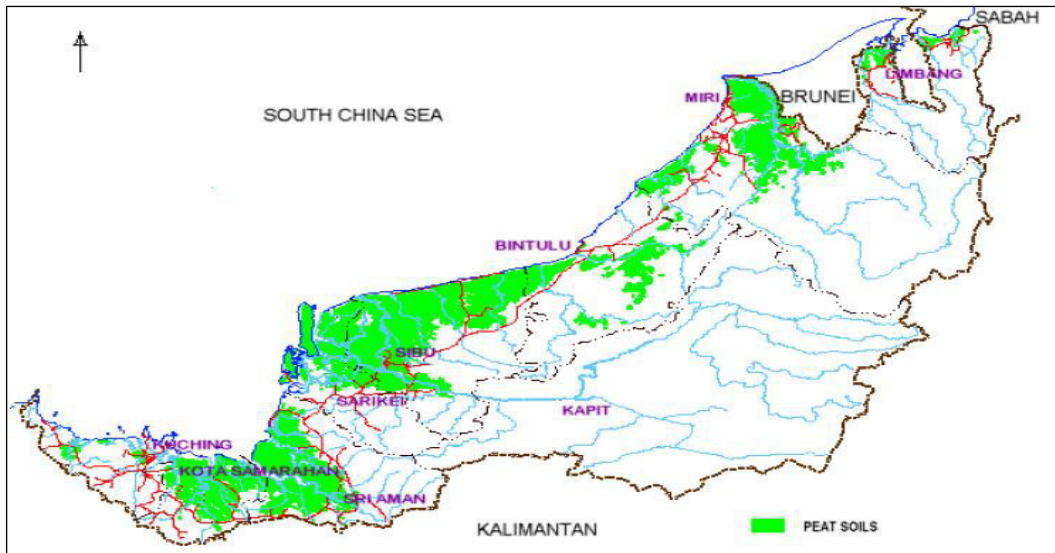 SABAH
LIMBANG
MIRI
BRUNEI
SOUTH CHINA SEA
BINTULU
SIBU
SARIKEI
KAPIT
KUCHING
KOTA SAMARAHAN
SRI AMAN
KALIMANTAN
PEAT SOILS